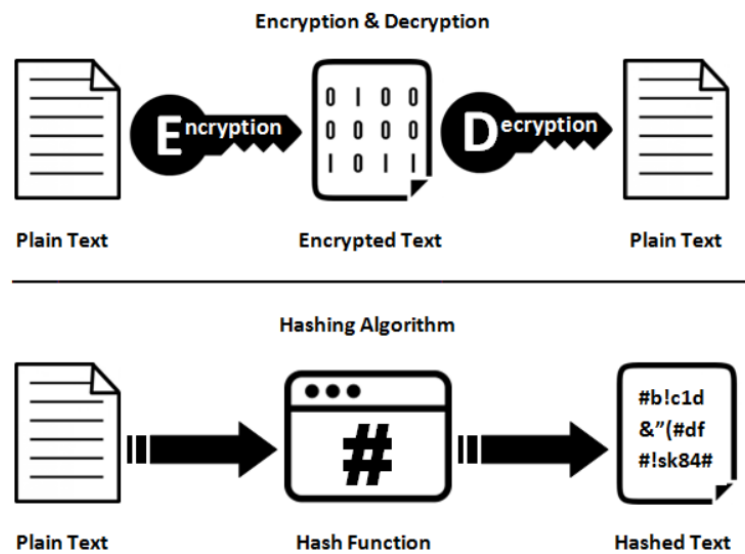 Encryption & Decryption
Encryption
0 1 0 0
0 0 0 0
1 0 1 1
Decryption
Plain Text
Encrypted Text
Plain Text
Hashing Algorithm
#
#b!c1d
&”(#df
#!sk84#
Plain Text
Hash Function
Hashed Text